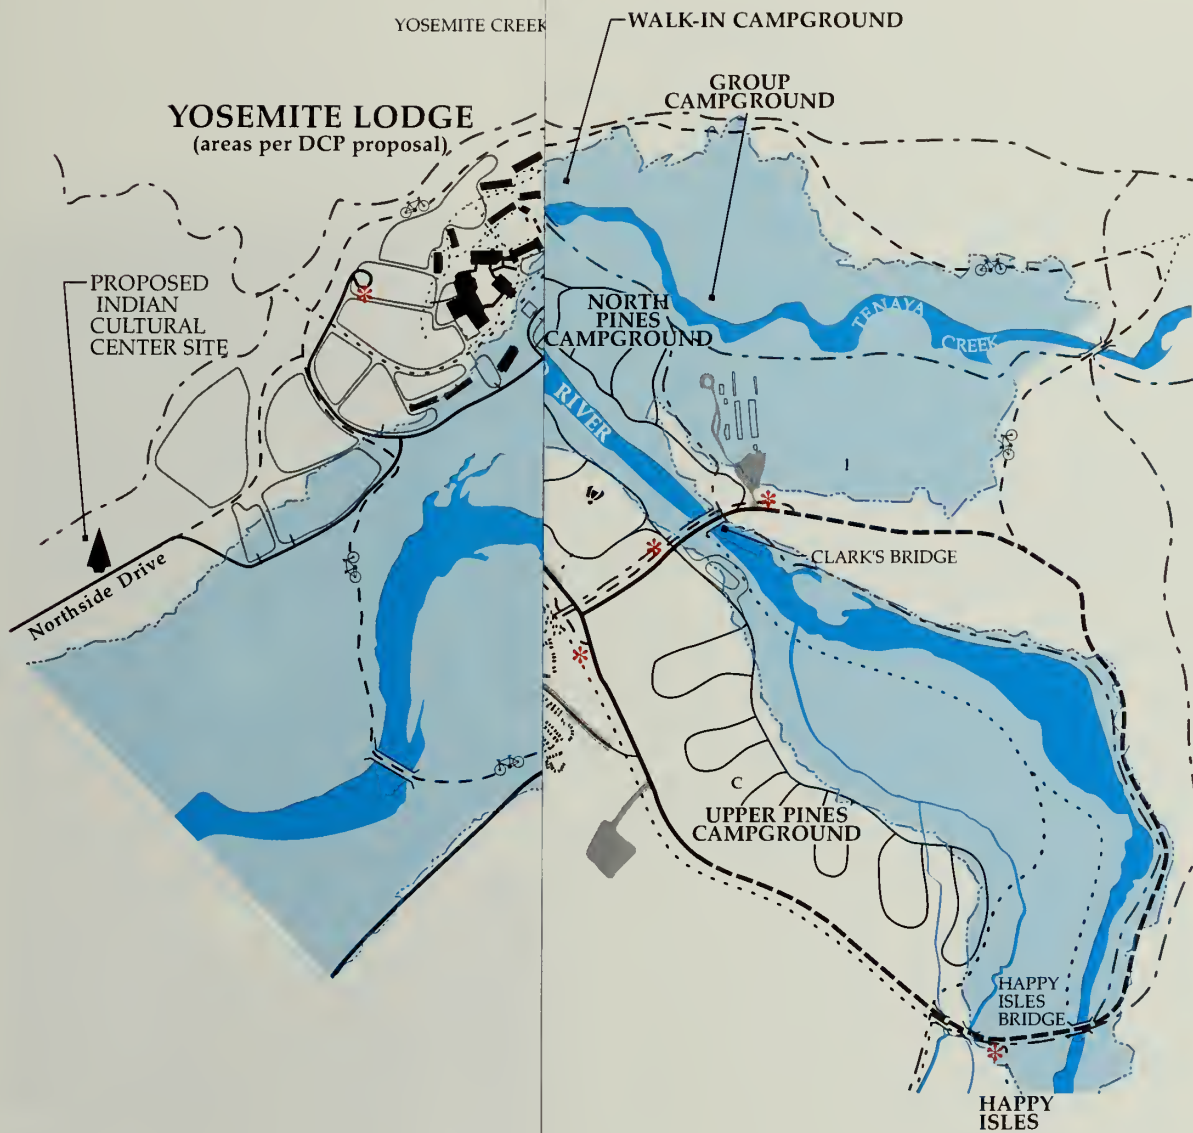 YOSEMITE CREEK
WALK-IN CAMPGROUND
GROUP
CAMPGROUND
YOSEMITE LODGE
(areas per DCP proposal)
PROPOSED
INDIAN
CULTURAL
CENTER SITE
NORTH
PINES
CAMPGROUND
TENAYA
CREEK
RIVER
CLARK'S BRIDGE
Northside Drive
C
UPPER PINES
CAMPGROUND
HAPPY
ISLES
BRIDGE
HAPPY
ISLES